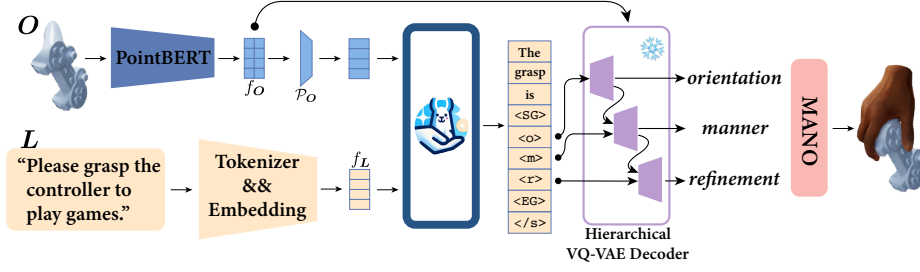 O
PointBERT
f_O
P_O
L
“Please grasp the
controller to
play games.”
Tokenizer
&&
Embedding
f_L
The
grasp
is
<SG>
<o>
<m>
<r>
<EG>
</s>
orientation
manner
refinement
Hierarchical
VQ-VAE Decoder
MANO